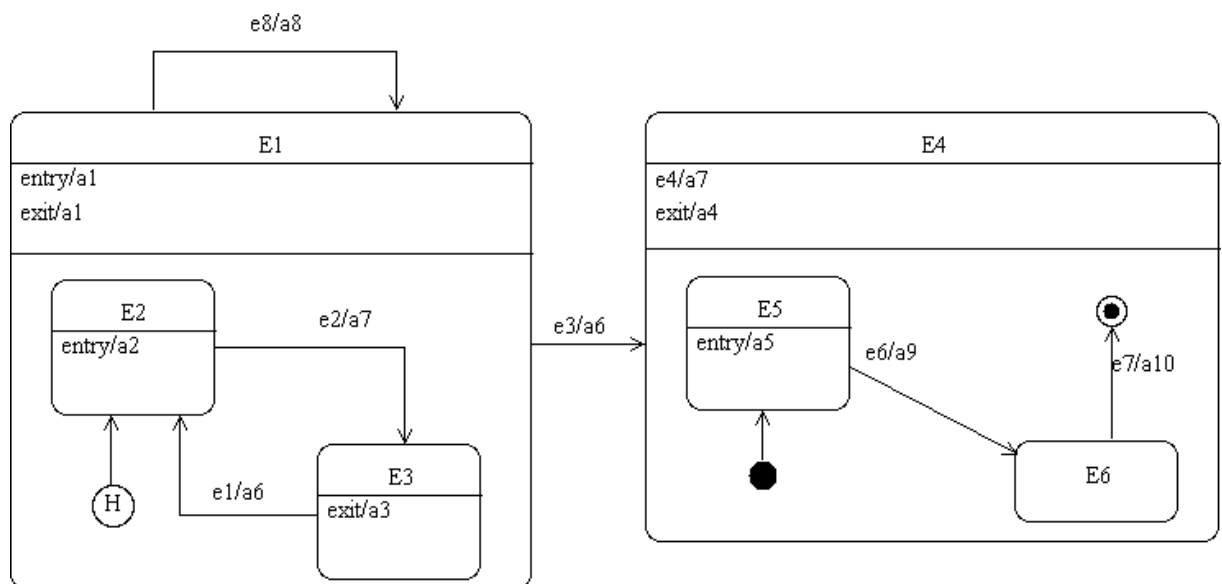 e8/a8
E1
entry/a1
exit/a1
E2
entry/a2
e2/a7
E3
exit/a3
e1/a6
H
e3/a6
E4
e4/a7
exit/a4
E5
entry/a5
e6/a9
e7/a10
E6